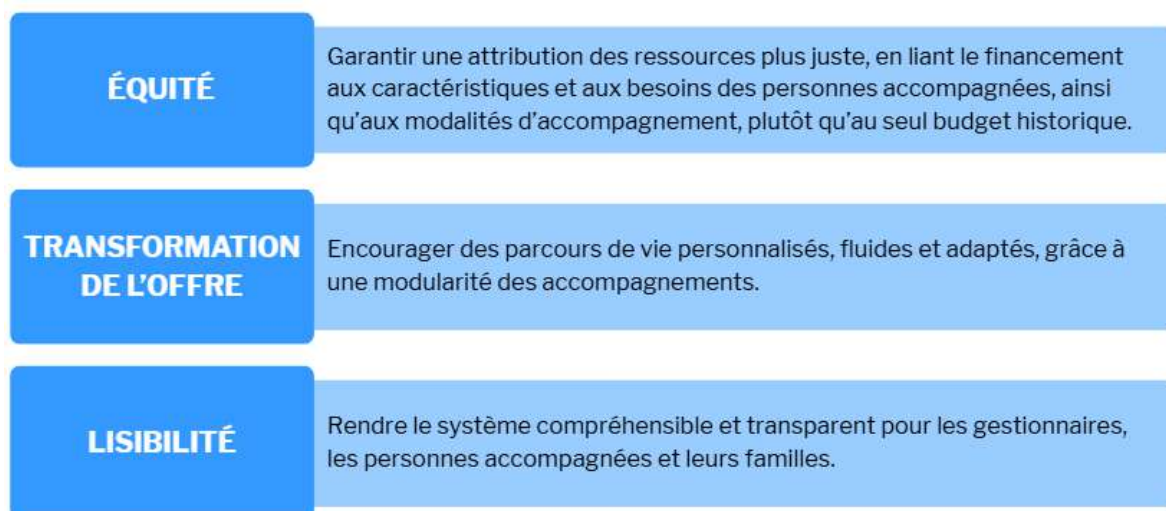 ÉQUITÉ
Garantir une attribution des ressources plus juste, en liant le financement
aux caractéristiques et aux besoins des personnes accompagnées, ainsi
qu’aux modalités d’accompagnement, plutôt qu’au seul budget historique.
TRANSFORMATION
DE L’OFFRE
Encourager des parcours de vie personnalisés, fluides et adaptés, grâce à
une modularité des accompagnements.
LISIBILITÉ
Rendre le système compréhensible et transparent pour les gestionnaires,
les personnes accompagnées et leurs familles.